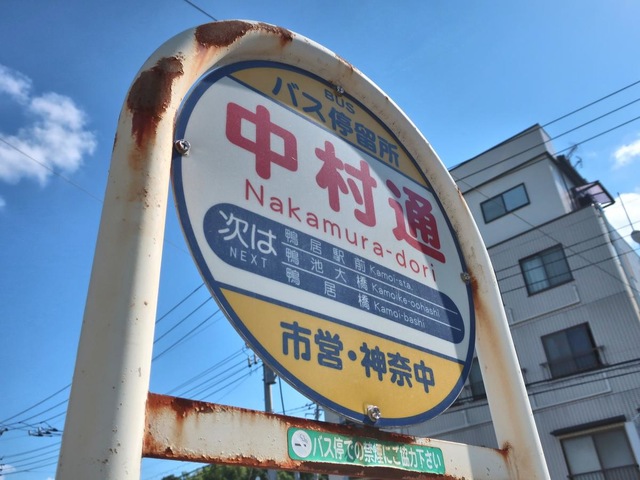 BUS
バス停留所
中村通
Nakamura-dori
次は
NEXT
鴨居駅前 Kamoi-sta.
鴨池大橋 Kamoike-oohashi
鴨居橋 Kamoi-bashi
市営・神奈中
バス停での禁煙にご協力下さい